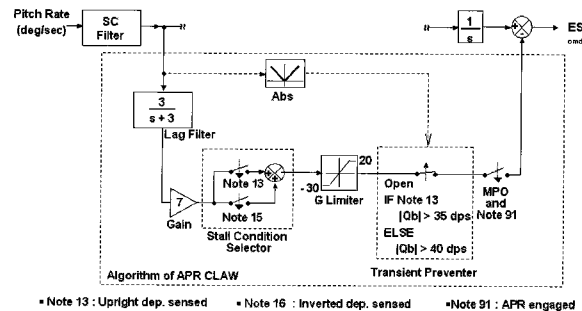 Pitch Rate
(deg/sec)
SC
Filter
1
s
+
-
ES
cmd
Abs
3
s + 3
Lag Filter
7
Gain
Note 13
Note 15
+
+
Stall Condition
Selector
20
- 30
G Limiter
Open
IF Note 13
|Qb| > 35 dps
ELSE
|Qb| > 40 dps
Transient Preventer
MPO
and
Note 91
Algorithm of APR CLAW
▪ Note 13 : Upright dep. sensed ▪ Note 16 : Inverted dep. sensed ▪Note 91 : APR engaged